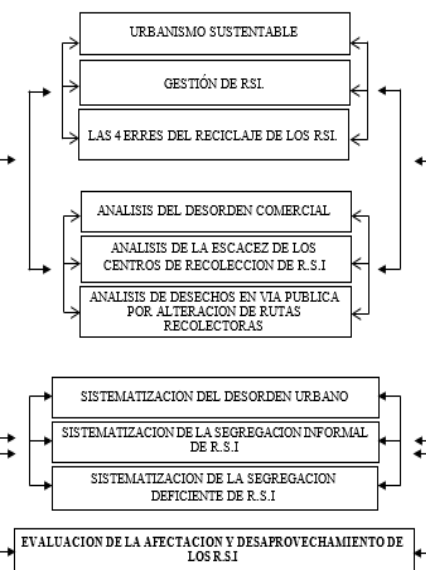 URBANISMO SUSTENTABLE
GESTIÓN DE RSI.
LAS 4 ERRES DEL RECICLAJE DE LOS RSI.
ANALISIS DEL DESORDEN COMERCIAL
ANALISIS DE LA ESCACEZ DE LOS
CENTROS DE RECOLECCION DE R.S.I
ANALISIS DE DESECHOS EN VIA PUBLICA
POR ALTERACION DE RUTAS
RECOLECTORAS
SISTEMATIZACION DEL DESORDEN URBANO
SISTEMATIZACION DE LA SEGREGACION INFORMAL
DE R.S.I
SISTEMATIZACION DE LA SEGREGACION
DEFICIENTE DE R.S.I
EVALUACION DE LA AFECTACION Y DESAPROVECHAMIENTO DE
LOS R.S.I